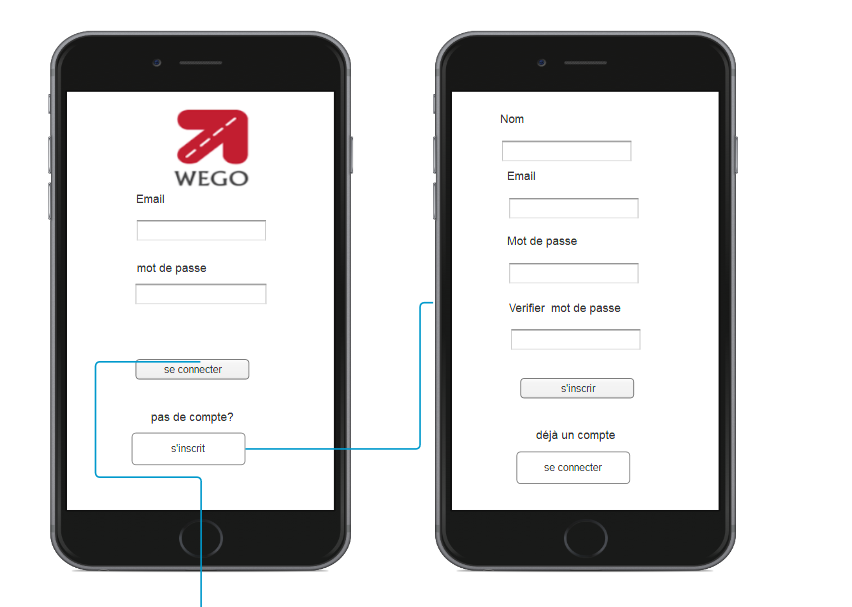 WEGO
Email
mot de passe
se connecter
pas de compte?
s'inscrit
Nom
Email
Mot de passe
Verifier mot de passe
s'inscrir
déjà un compte
se connecter